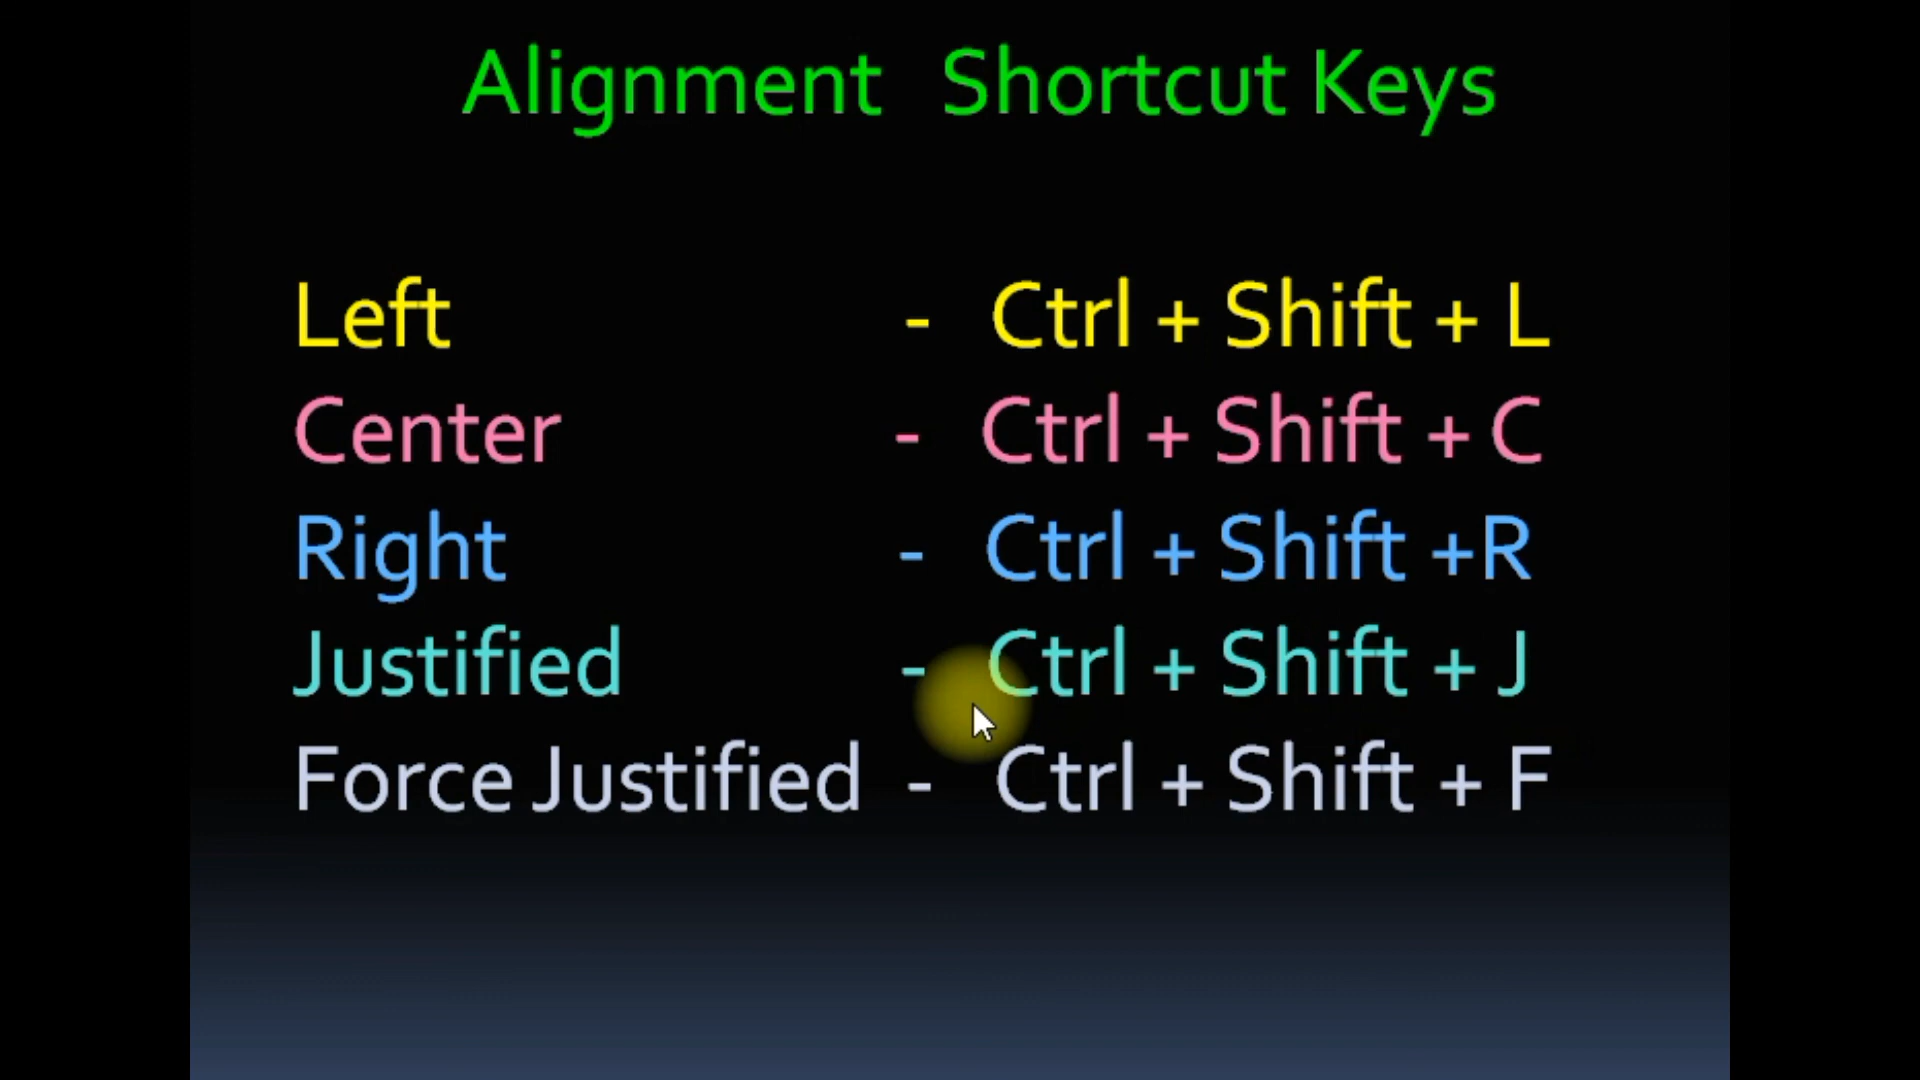 Alignment Shortcut Keys
Left - Ctrl + Shift + L
Center - Ctrl + Shift + C
Right - Ctrl + Shift +R
Justified - Ctrl + Shift + J
Force Justified - Ctrl + Shift + F